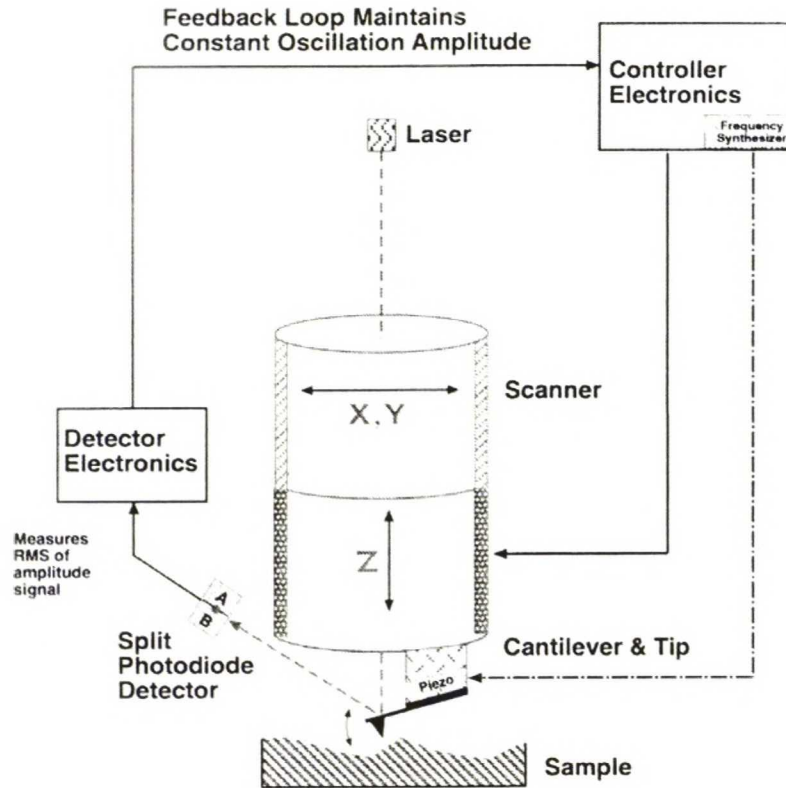 Feedback Loop Maintains
Constant Oscillation Amplitude
Controller
Electronics
Frequency
Synthesizer
Laser
Scanner
X, Y
Detector
Electronics
Z
Measures
RMS of
amplitude
signal
A
B
Split
Photodiode
Detector
Cantilever & Tip
Piezo
Sample